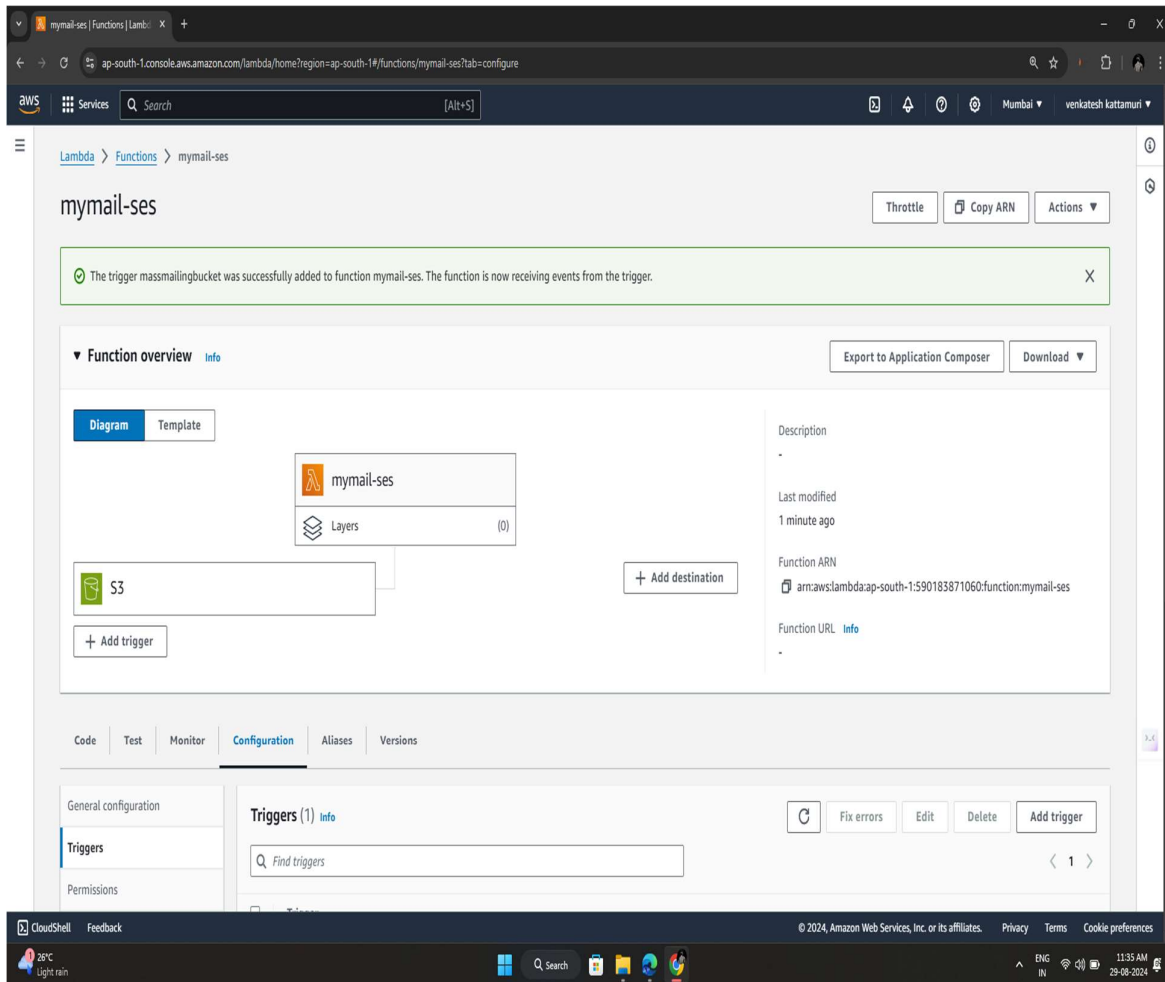 mymail-ses | Functions | Lambd
ap-south-1.console.aws.amazon.com/lambda/home?region=ap-south-1#/functions/mymail-ses?tab=configure
aws Services Search [Alt+S] Mumbai venkatesh kattamuri
Lambda Functions mymail-ses
mymail-ses
Throttle Copy ARN Actions
The trigger massmailingbucket was successfully added to function mymail-ses. The function is now receiving events from the trigger. X
Function overview Info
Export to Application Composer Download
Diagram Template
Description
-
mymail-ses
Last modified
1 minute ago
Layers (0)
Function ARN
arn:aws:lambda:ap-south-1:590183871060:function:mymail-ses
S3
+ Add destination
Function URL Info
-
+ Add trigger
Code Test Monitor Configuration Aliases Versions
General configuration
Triggers
Permissions
Triggers (1) Info
Fix errors Edit Delete Add trigger
Find triggers
1
CloudShell Feedback © 2024, Amazon Web Services, Inc. or its affiliates. Privacy Terms Cookie preferences
1
26°C
Light rain
Search
ENG
IN
11:35 AM
29-08-2024